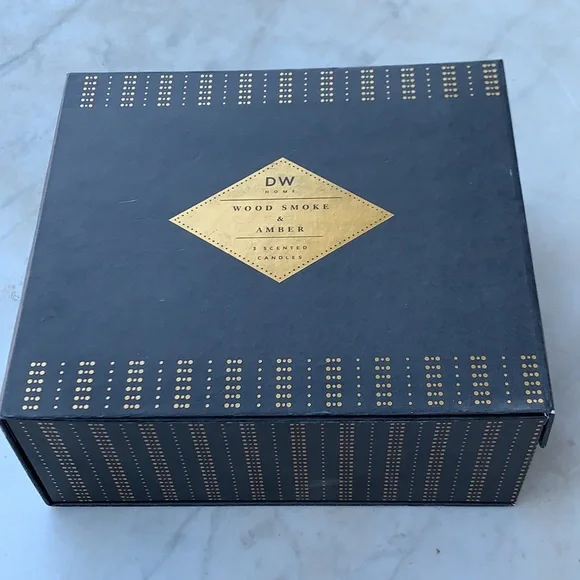 DW
HOME
WOOD SMOKE
&
AMBER
3 SCENTED
CANDLES